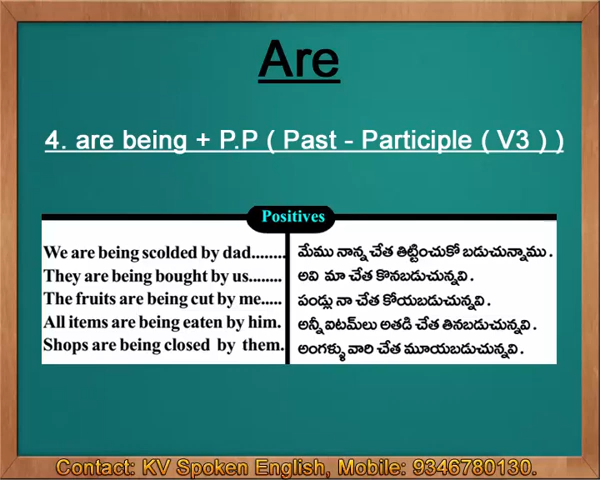 Are
4. are being + P.P ( Past - Participle ( V3 ) )
Positives
We are being scolded by dad........ మేము నాన్న చేత తిట్టించుకో బడుచున్నాము.
They are being bought by us........ అవి మా చేత కొనబడుచున్నవి.
The fruits are being cut by me..... పండ్లు నా చేత కోయబడుచున్నవి.
All items are being eaten by him. అన్నీ ఐటమ్‌లు అతడి చేత తినబడుచున్నవి.
Shops are being closed by them. అంగళ్ళు వారి చేత మూయబడుచున్నవి.
Contact: KV Spoken English, Mobile: 9346780130.